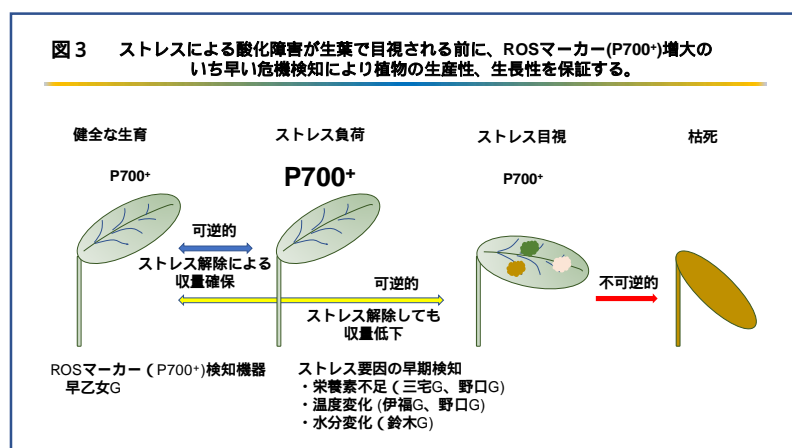 図3 ストレスによる酸化障害が生葉で目視される前に、ROSマーカー(P700⁺)増大の
いち早い危機検知により植物の生産性、生長性を保証する。
健全な生育
ストレス負荷
ストレス目視
枯死
P700⁺
P700⁺
P700⁺
可逆的
ストレス解除による
収量確保
可逆的
ストレス解除しても
収量低下
不可逆的
ROSマーカー(P700⁺)検知機器
早乙女G
ストレス要因の早期検知
・栄養素不足(三宅G、野口G)
・温度変化 (伊福G、野口G)
・水分変化(鈴木G)